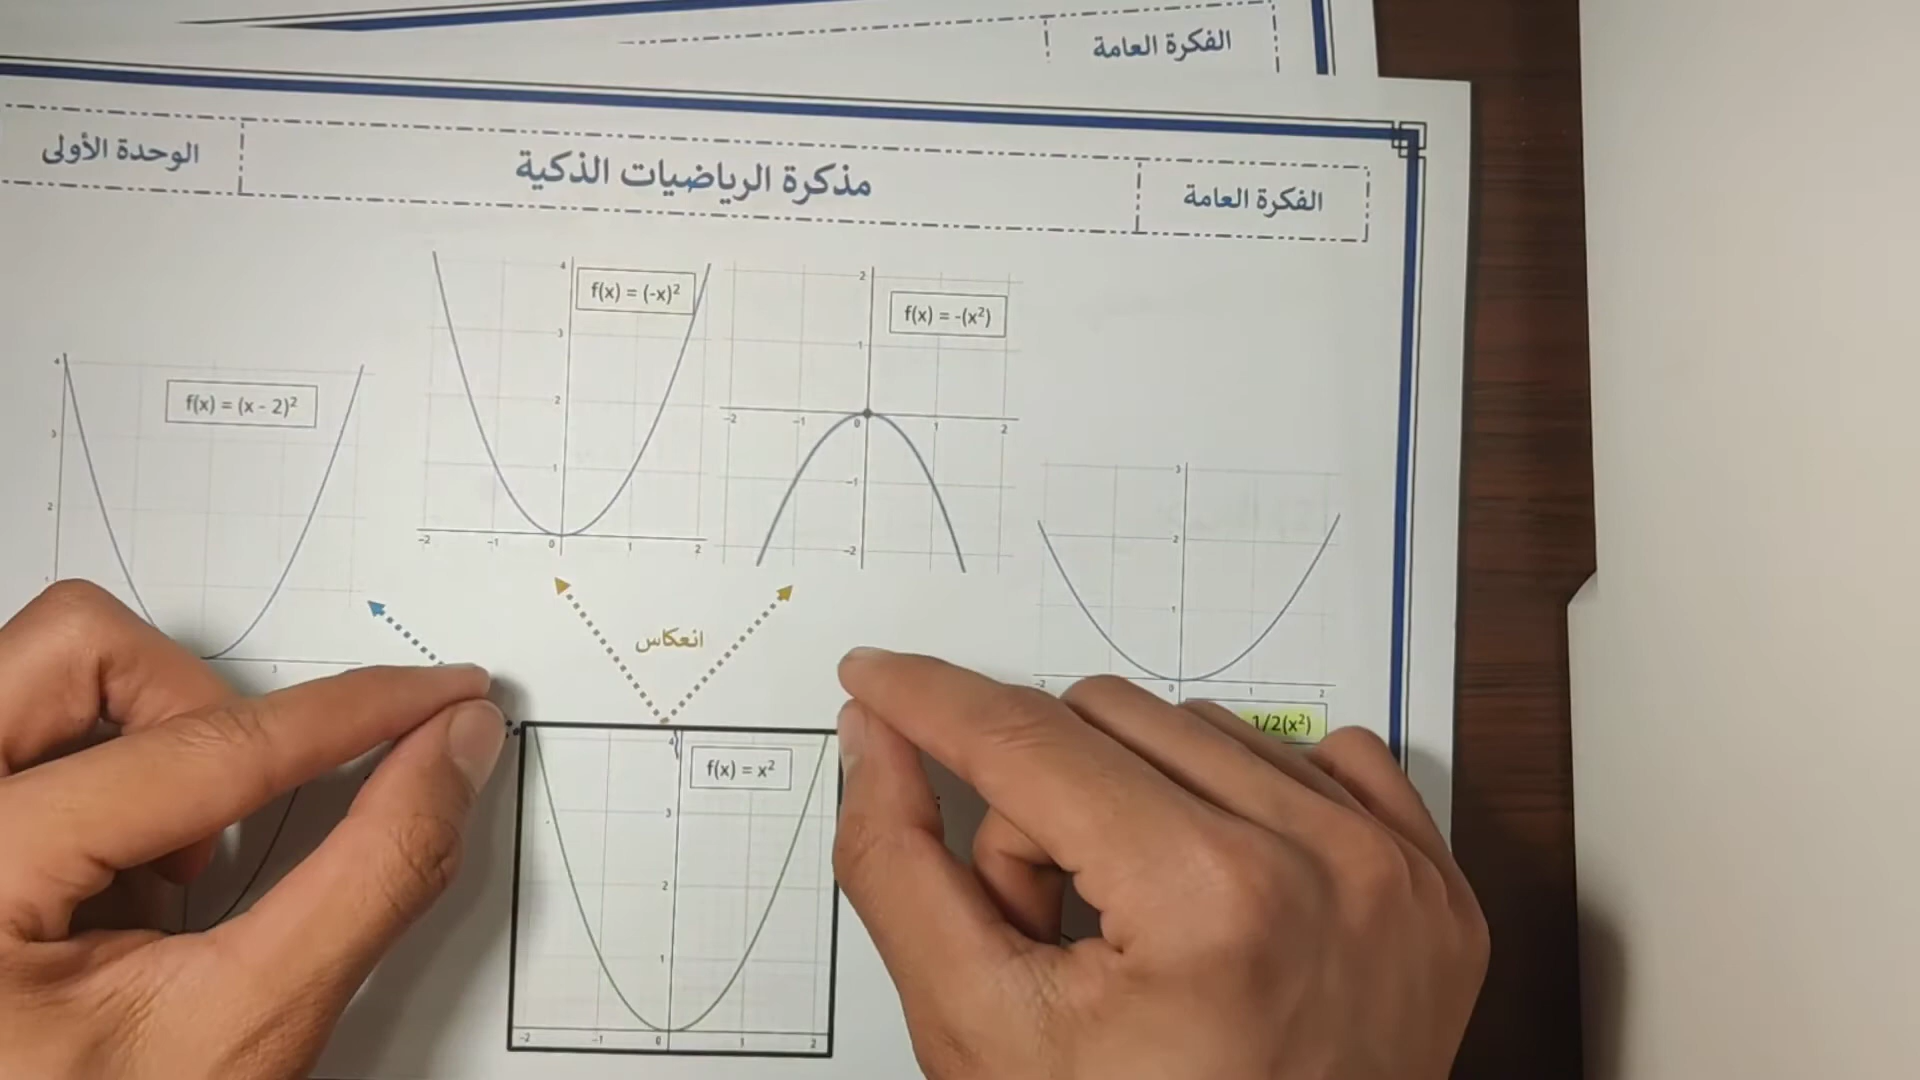 الفكرة العامة
الفكرة العامة
مذكرة الرياضيات الذكية
الوحدة الأولى
f(x) = (-x)²
f(x) = -(x²)
f(x) = (x - 2)²
انعكاس
1/2(x²)
f(x) = x²